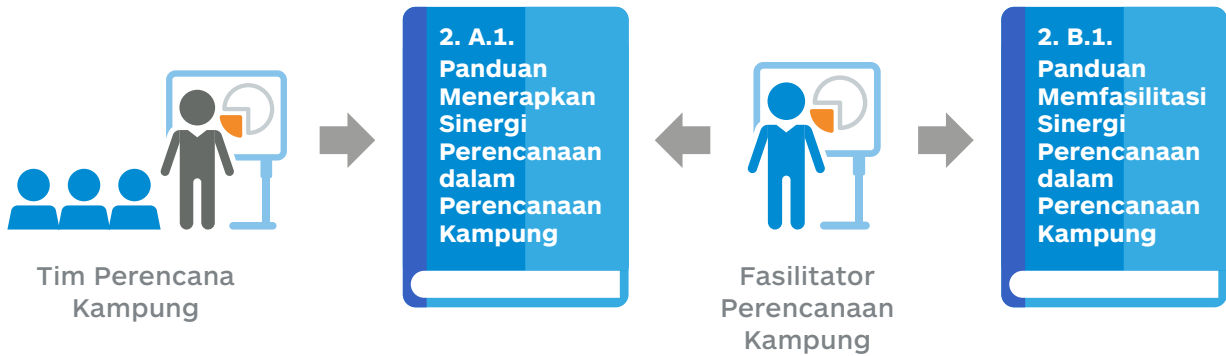 Tim Perencana
Kampung
2. A.1.
Panduan
Menerapkan
Sinergi
Perencanaan
dalam
Perencanaan
Kampung
Fasilitator
Perencanaan
Kampung
2. B.1.
Panduan
Memfasilitasi
Sinergi
Perencanaan
dalam
Perencanaan
Kampung